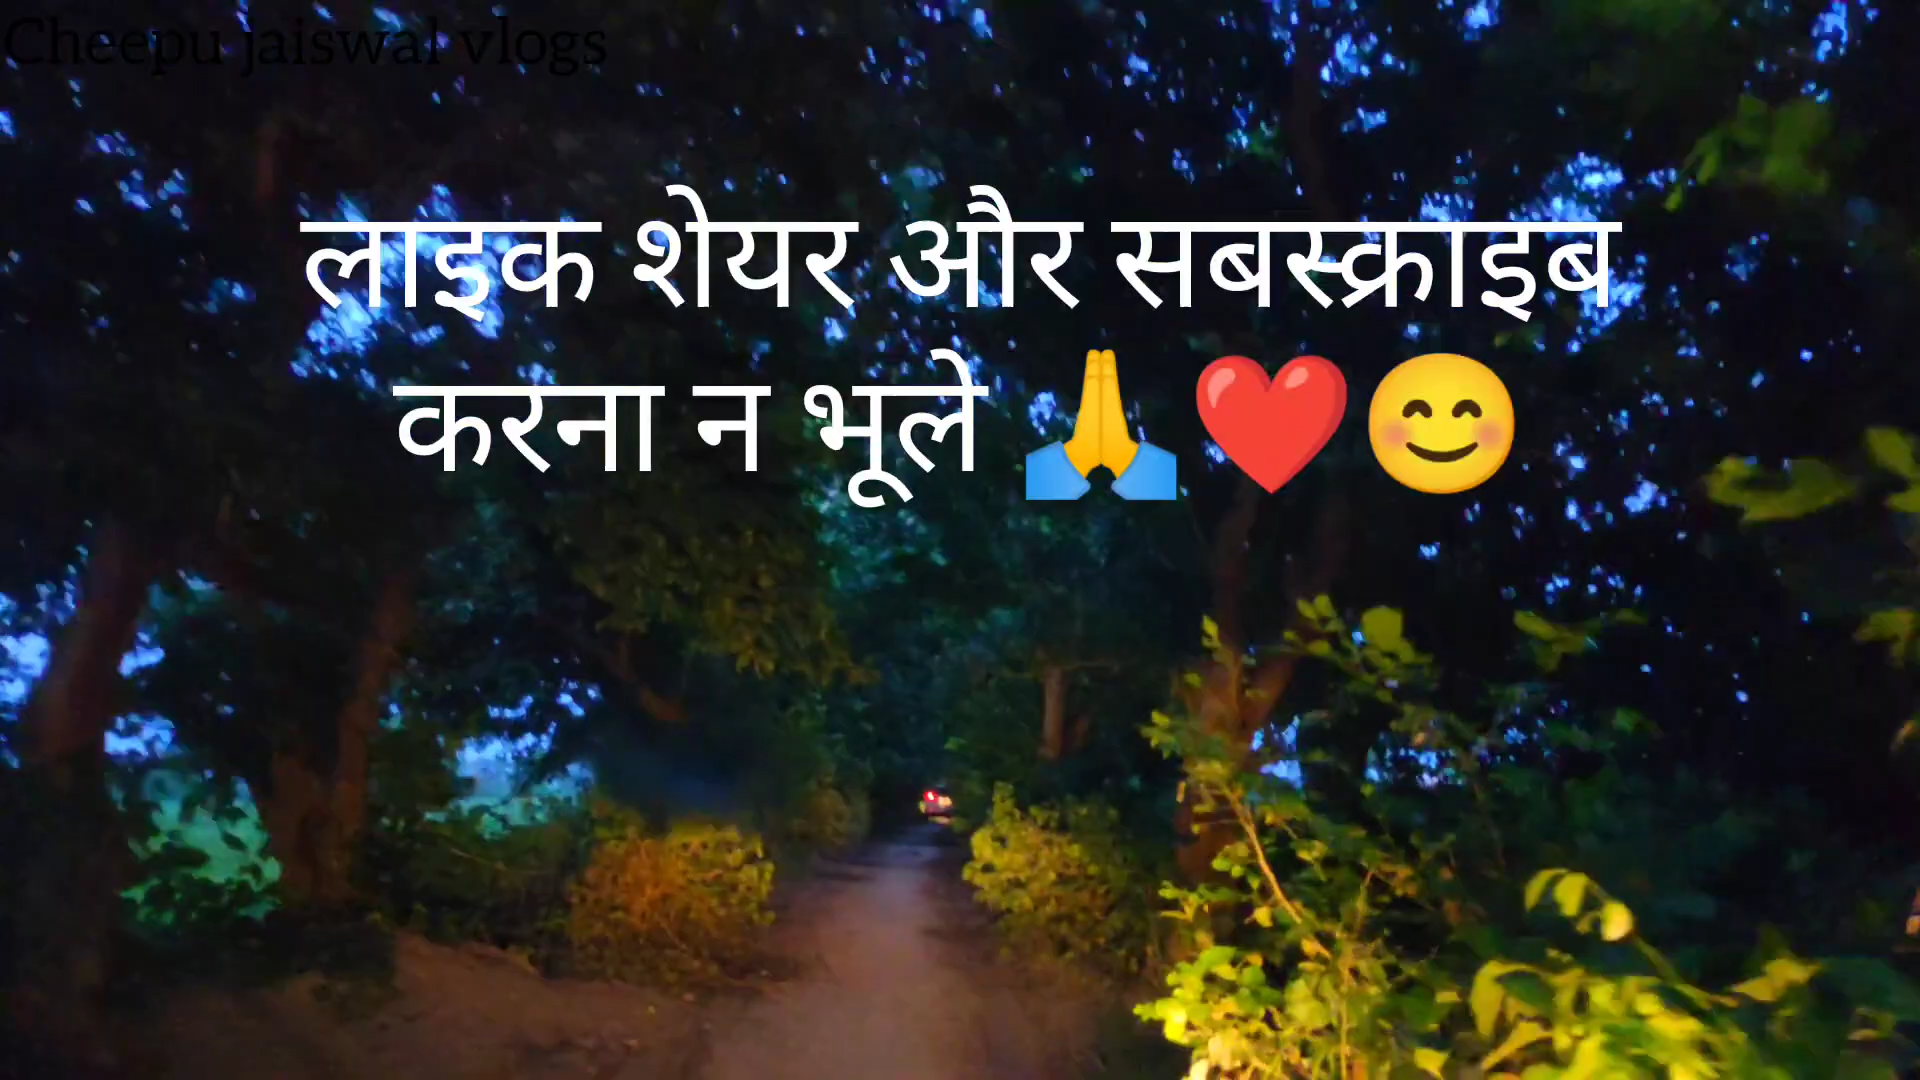 Cheepu jaiswal vlogs
लाइक शेयर और सबस्क्राइब
करना न भूले 🙏❤️😊